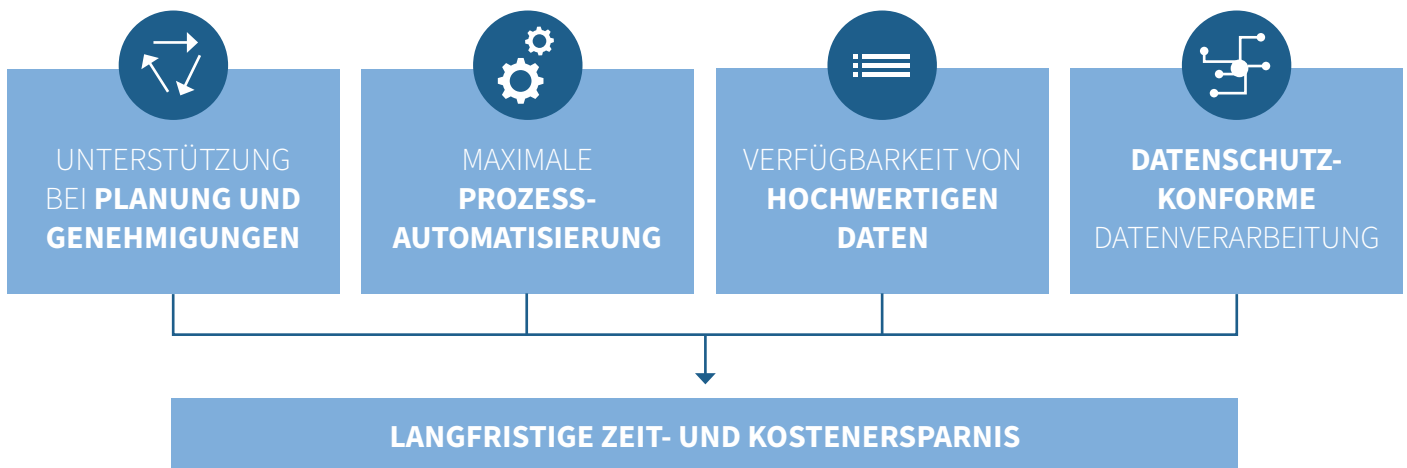 UNTERSTÜTZUNG
BEI PLANUNG UND
GENEHMIGUNGEN
MAXIMALE
PROZESS-
AUTOMATISIERUNG
VERFÜGBARKEIT VON
HOCHWERTIGEN
DATEN
DATENSCHUTZ-
KONFORME
DATENVERARBEITUNG
LANGFRISTIGE ZEIT- UND KOSTENERSPARNIS